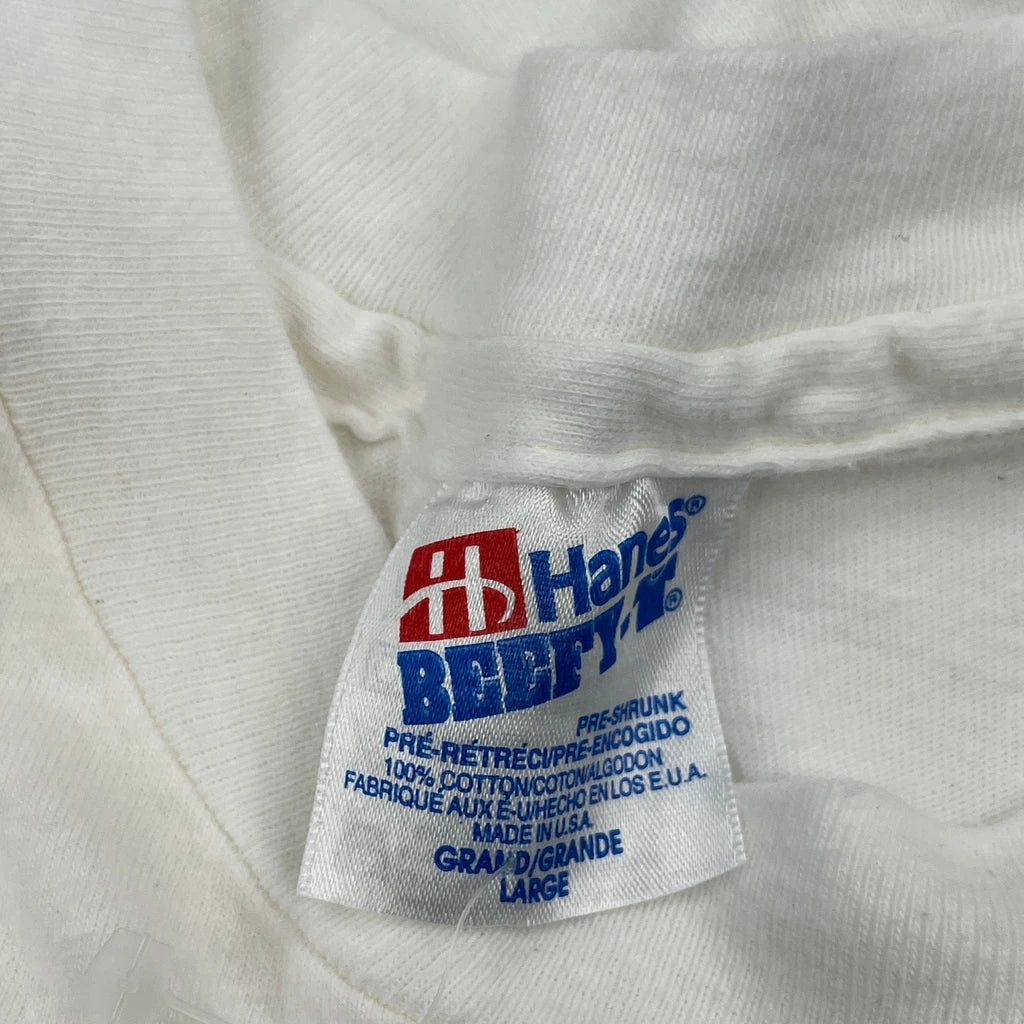 Hanes®
BEEFY-T®
PRE-SHRUNK
PRÉ-RÉTRÉCI/PRE-ENCOGIDO
100% COTTON/COTON/ALGODON
FABRIQUE AUX É-U/HECHO EN LOS E.U.A.
MADE IN U.S.A.
GRAND/GRANDE
LARGE